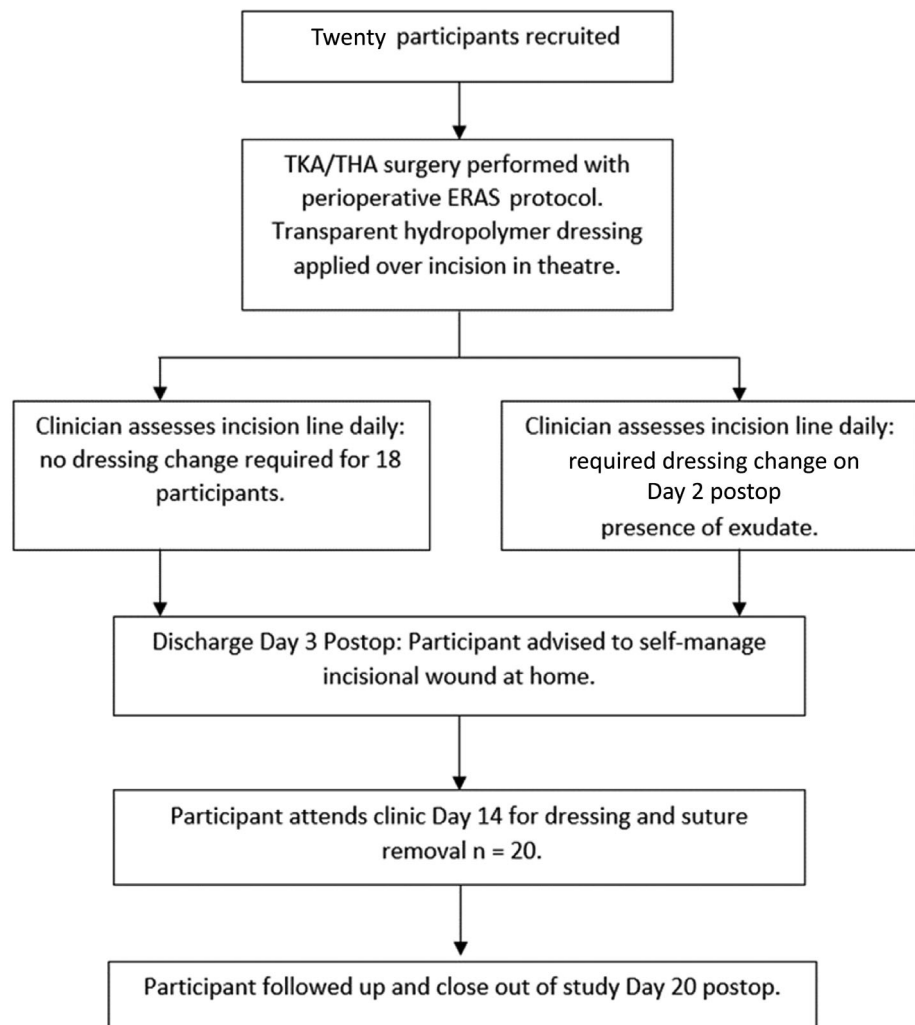 Twenty participants recruited
TKA/THA surgery performed with
perioperative ERAS protocol.
Transparent hydropolymer dressing
applied over incision in theatre.
Clinician assesses incision line daily:
no dressing change required for 18
participants.
Clinician assesses incision line daily:
required dressing change on
Day 2 postop
presence of exudate.
Discharge Day 3 Postop: Participant advised to self-manage
incisional wound at home.
Participant attends clinic Day 14 for dressing and suture
removal n = 20.
Participant followed up and close out of study Day 20 postop.